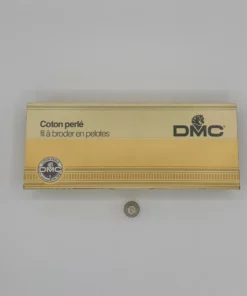 Coton perlé
fil à broder en pelotes
DMC